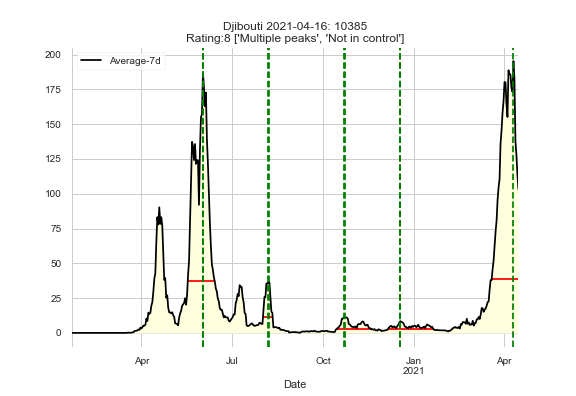 Djibouti 2021-04-16: 10385
Rating:8 ['Multiple peaks', 'Not in control']
Average-7d
200
175
150
125
100
75
50
25
0
Apr
Jul
Oct
Jan
2021
Apr
Date